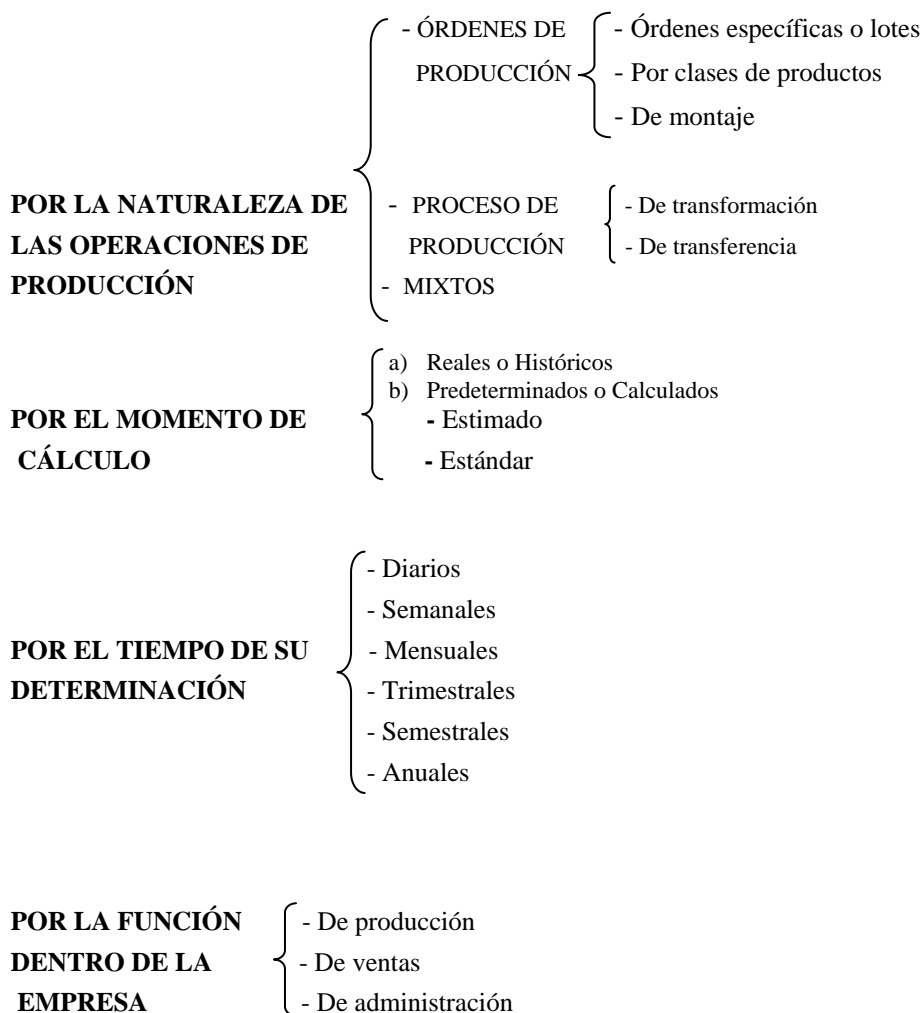 - ÓRDENES DE PRODUCCIÓN
- Órdenes específicas o lotes
- Por clases de productos
- De montaje
POR LA NATURALEZA DE
LAS OPERACIONES DE
PRODUCCIÓN
- PROCESO DE
PRODUCCIÓN
- De transformación
- De transferencia
- MIXTOS
POR EL MOMENTO DE
CÁLCULO
a) Reales o Históricos
b) Predeterminados o Calculados
- Estimado
- Estándar
POR EL TIEMPO DE SU
DETERMINACIÓN
- Diarios
- Semanales
- Mensuales
- Trimestrales
- Semestrales
- Anuales
POR LA FUNCIÓN
DENTRO DE LA
EMPRESA
- De producción
- De ventas
- De administración